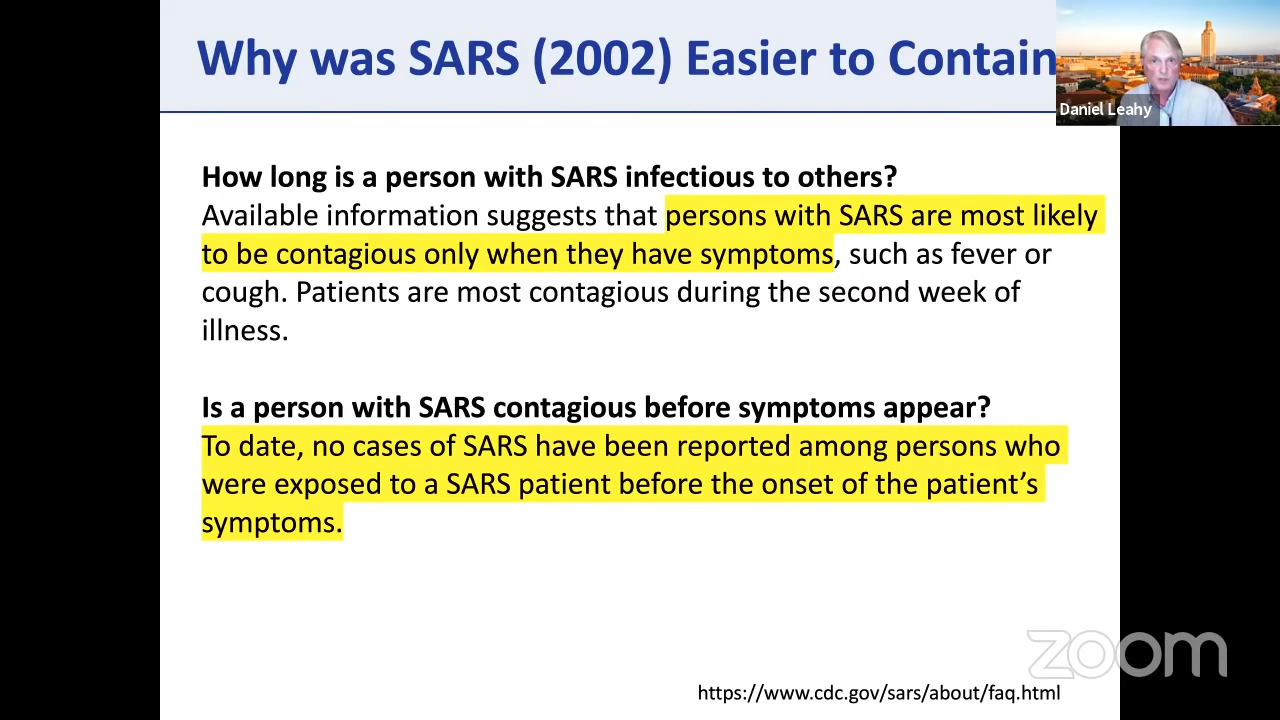 Why was SARS (2002) Easier to Contain
Daniel Leahy
How long is a person with SARS infectious to others?
Available information suggests that persons with SARS are most likely
to be contagious only when they have symptoms, such as fever or
cough. Patients are most contagious during the second week of
illness.
Is a person with SARS contagious before symptoms appear?
To date, no cases of SARS have been reported among persons who
were exposed to a SARS patient before the onset of the patient’s
symptoms.
zoom
https://www.cdc.gov/sars/about/faq.html